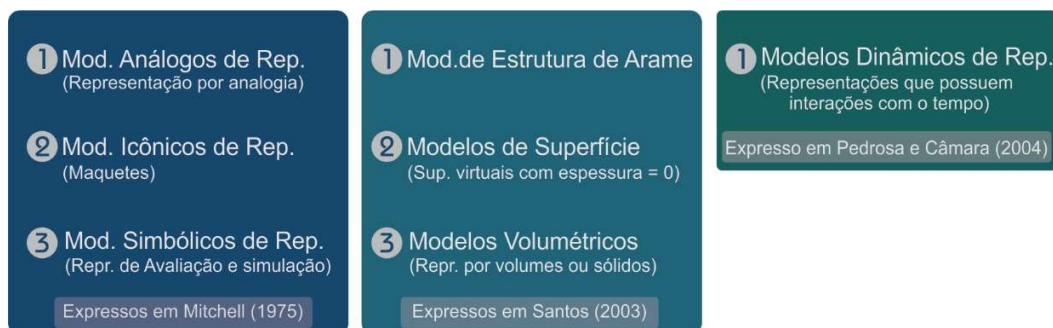 1 Mod. Análogos de Rep.
(Representação por analogia)
2 Mod. Icônicos de Rep.
(Maquetes)
3 Mod. Simbólicos de Rep.
(Repr. de Avaliação e simulação)
Expressos em Mitchell (1975)
1 Mod.de Estrutura de Arame
2 Modelos de Superfície
(Sup. virtuais com espessura = 0)
3 Modelos Volumétricos
(Repr. por volumes ou sólidos)
Expressos em Santos (2003)
1 Modelos Dinâmicos de Rep.
(Representações que possuem
interações com o tempo)
Expresso em Pedrosa e Câmara (2004)